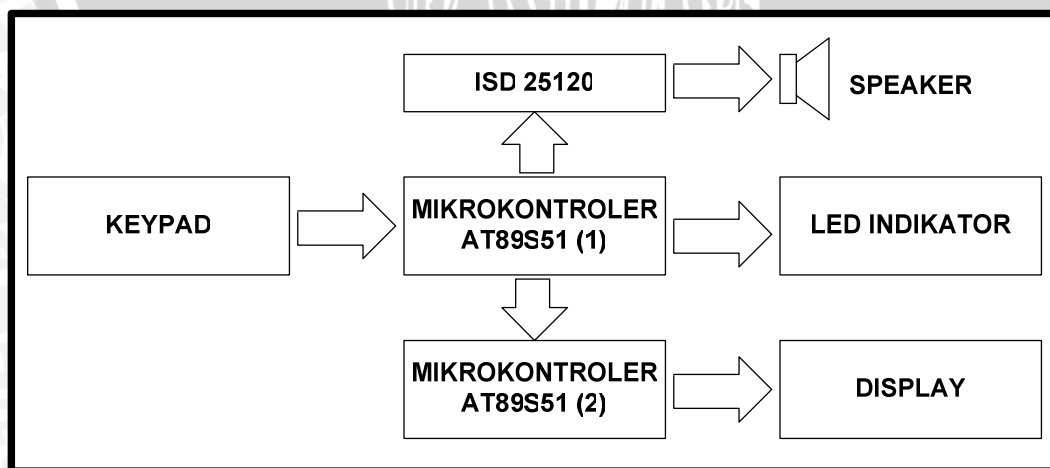 ISD 25120
SPEAKER
KEYPAD
MIKROKONTROLER
AT89S51 (1)
LED INDIKATOR
MIKROKONTROLER
AT89S51 (2)
DISPLAY